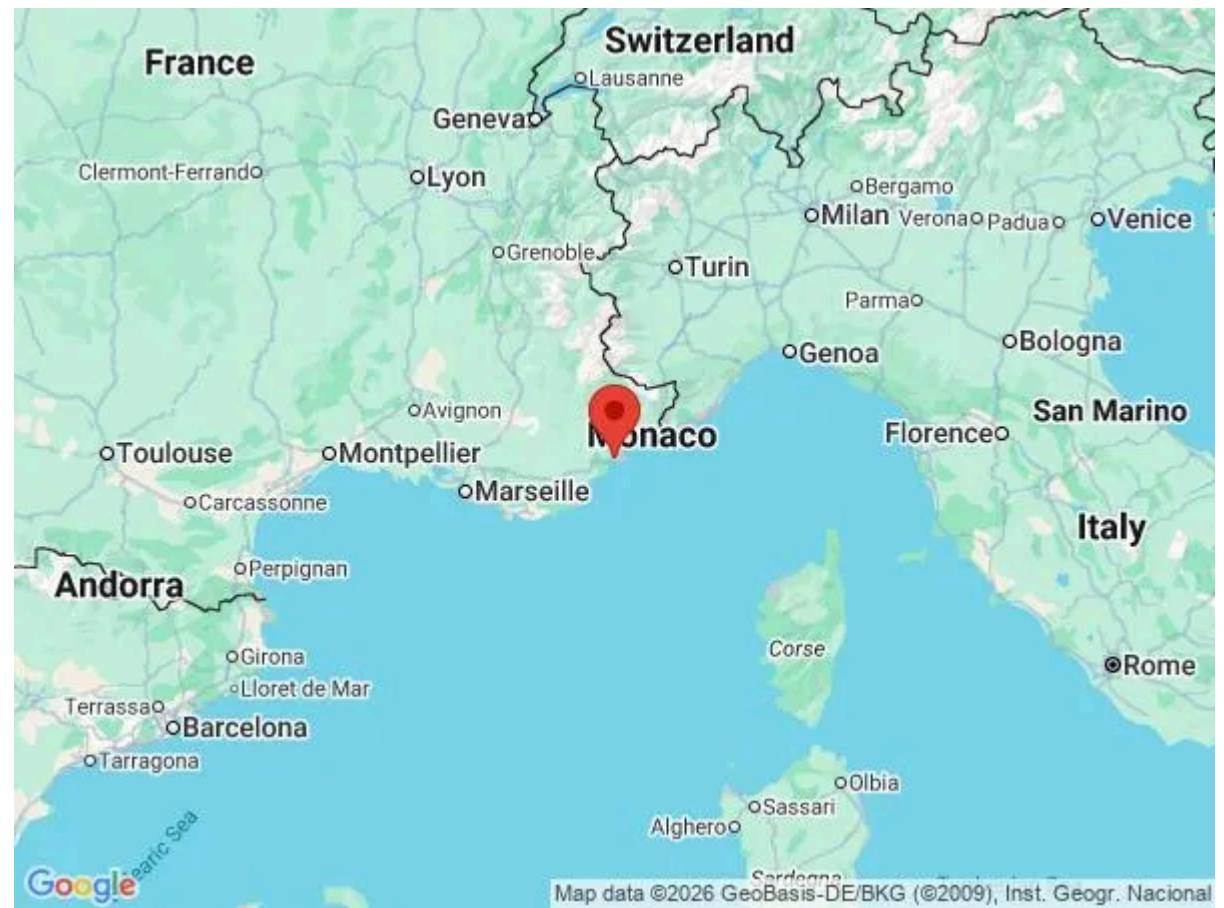 Switzerland
France
Lausanne
Geneva
Clermont-Ferrand
Lyon
Bergamo
Milan
Verona
Padua
Venice
Grenoble
Turin
Parma
Genoa
Bologna
Avignon
San Marino
Monaco
Florence
Toulouse
Montpellier
Marseille
Carcassonne
Italy
Perpignan
Andorra
Corse
Girona
Rome
Lloret de Mar
Terrassa
Barcelona
Tarragona
Olbia
Sassari
Alghero
Sea
Sardegna
Google
Map data ©2026 GeoBasis-DE/BKG (©2009), Inst. Geogr. Nacional